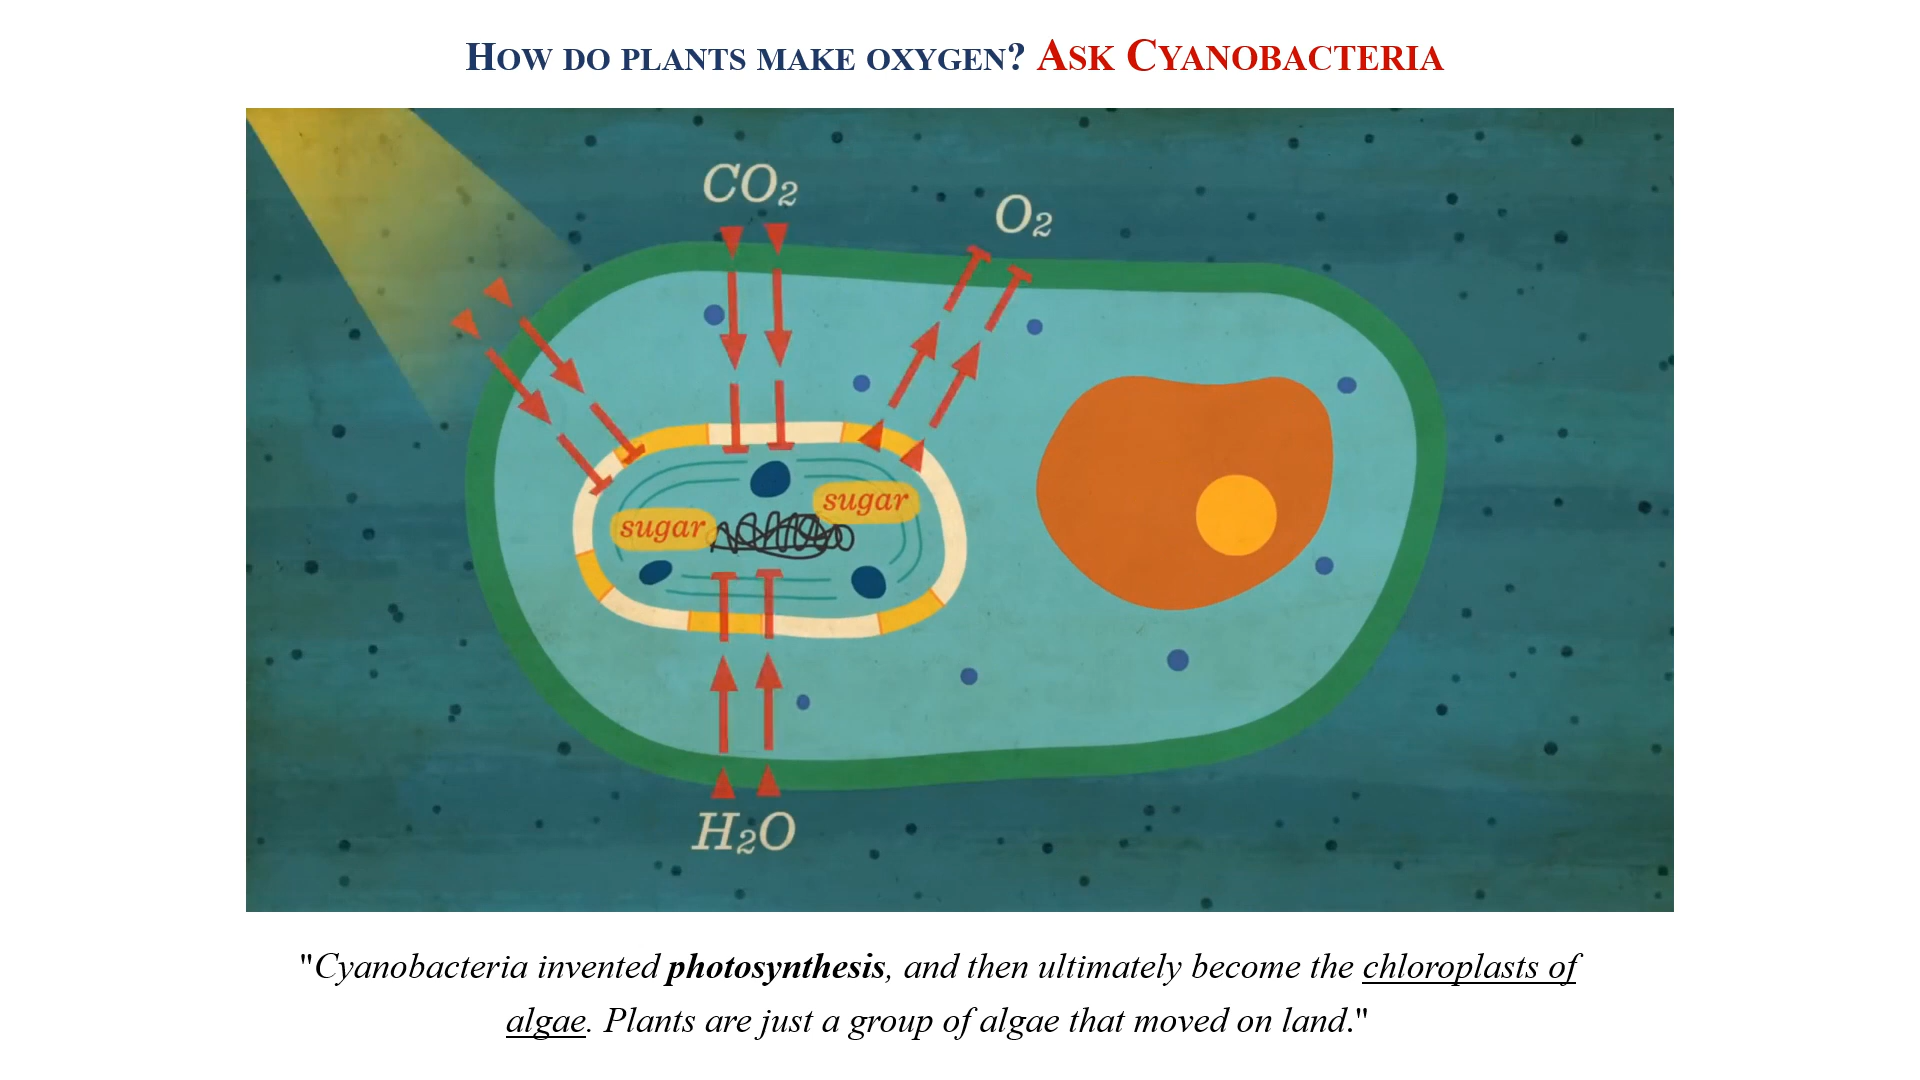 How do plants make oxygen? Ask Cyanobacteria
CO₂
O₂
sugar
sugar
H₂O
"Cyanobacteria invented photosynthesis, and then ultimately become the chloroplasts of
algae. Plants are just a group of algae that moved on land."